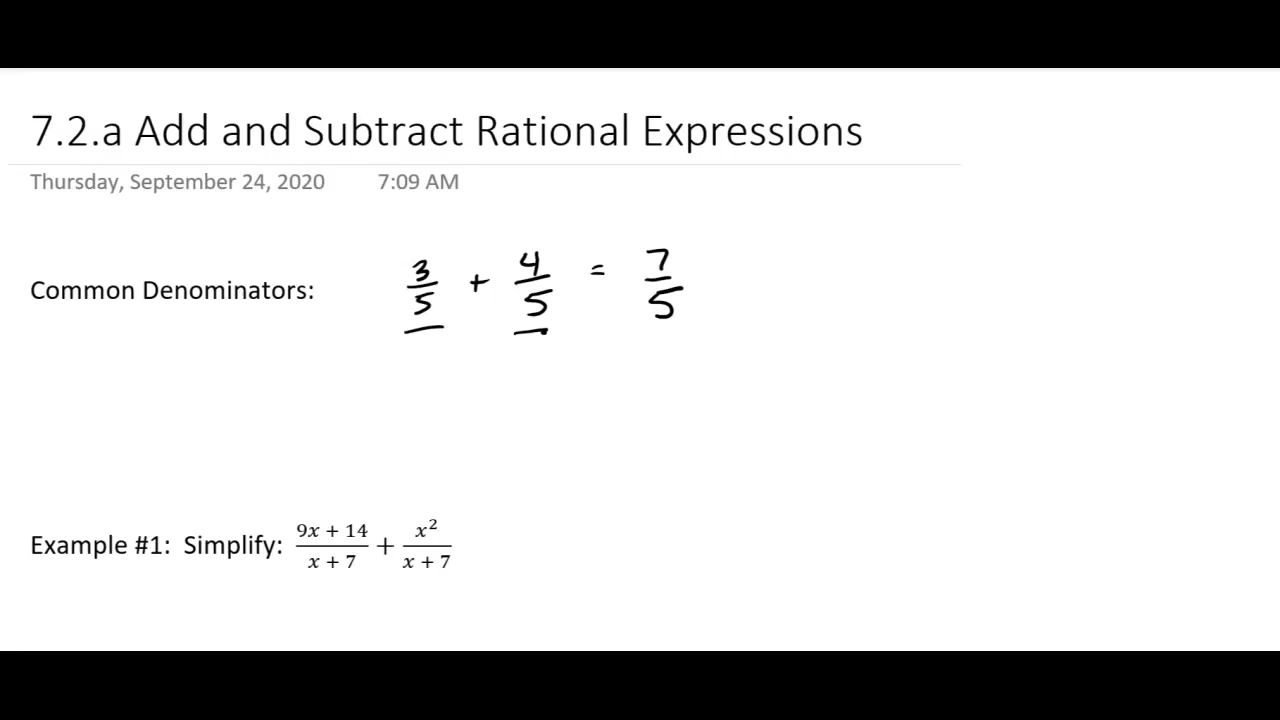 7.2.a Add and Subtract Rational Expressions
Thursday, September 24, 2020 7:09 AM
Common Denominators: 3/5 + 4/5 = 7/5
Example #1: Simplify: (9x + 14)/(x + 7) + x²/(x + 7)